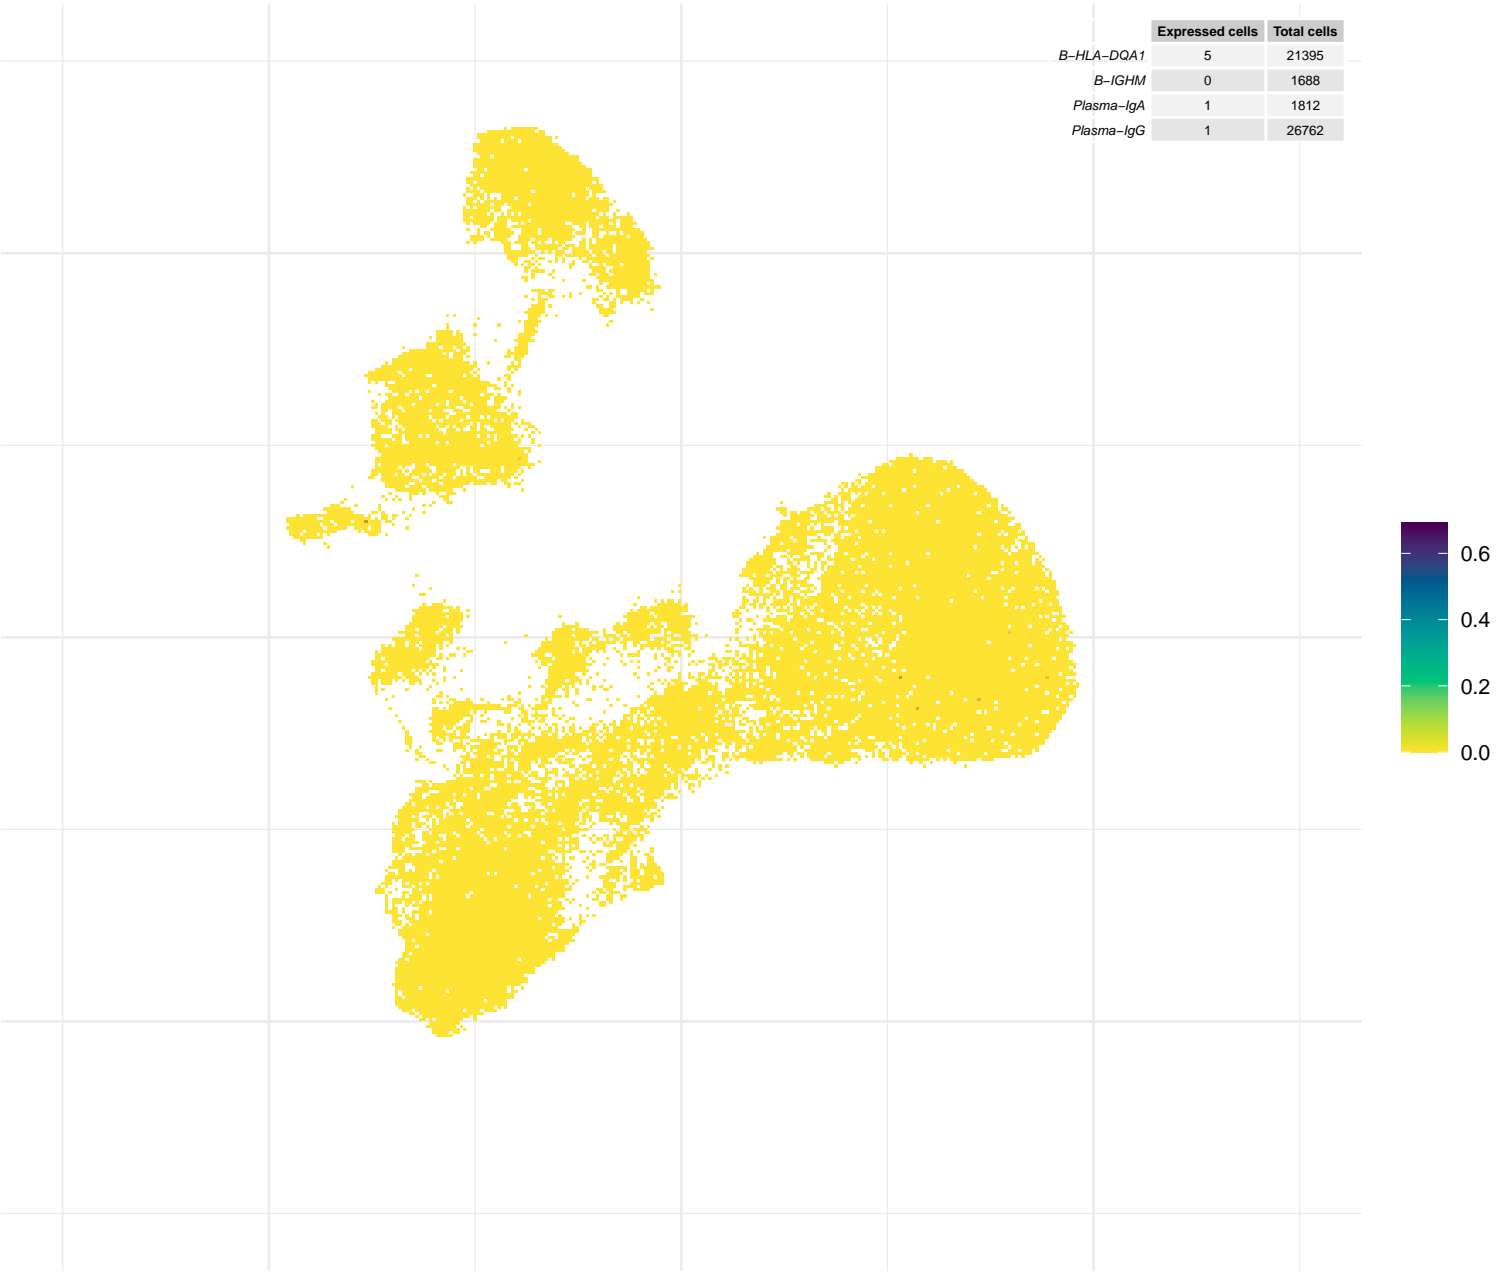 Expressed cells Total cells
B−HLA−DQA1 5 21395
B−IGHM 0 1688
Plasma−IgA 1 1812
Plasma−IgG 1 26762
0.6
0.4
0.2
0.0